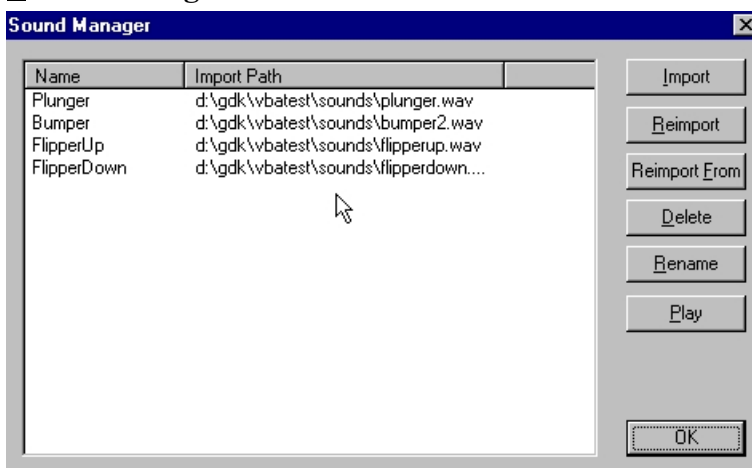 Sound Manager
Name Import Path
Plunger d:\gdk\vbatest\sounds\plunger.wav
Bumper d:\gdk\vbatest\sounds\bumper2.wav
FlipperUp d:\gdk\vbatest\sounds\flipperup.wav
FlipperDown d:\gdk\vbatest\sounds\flipperdown....
Import
Reimport
Reimport From
Delete
Rename
Play
OK